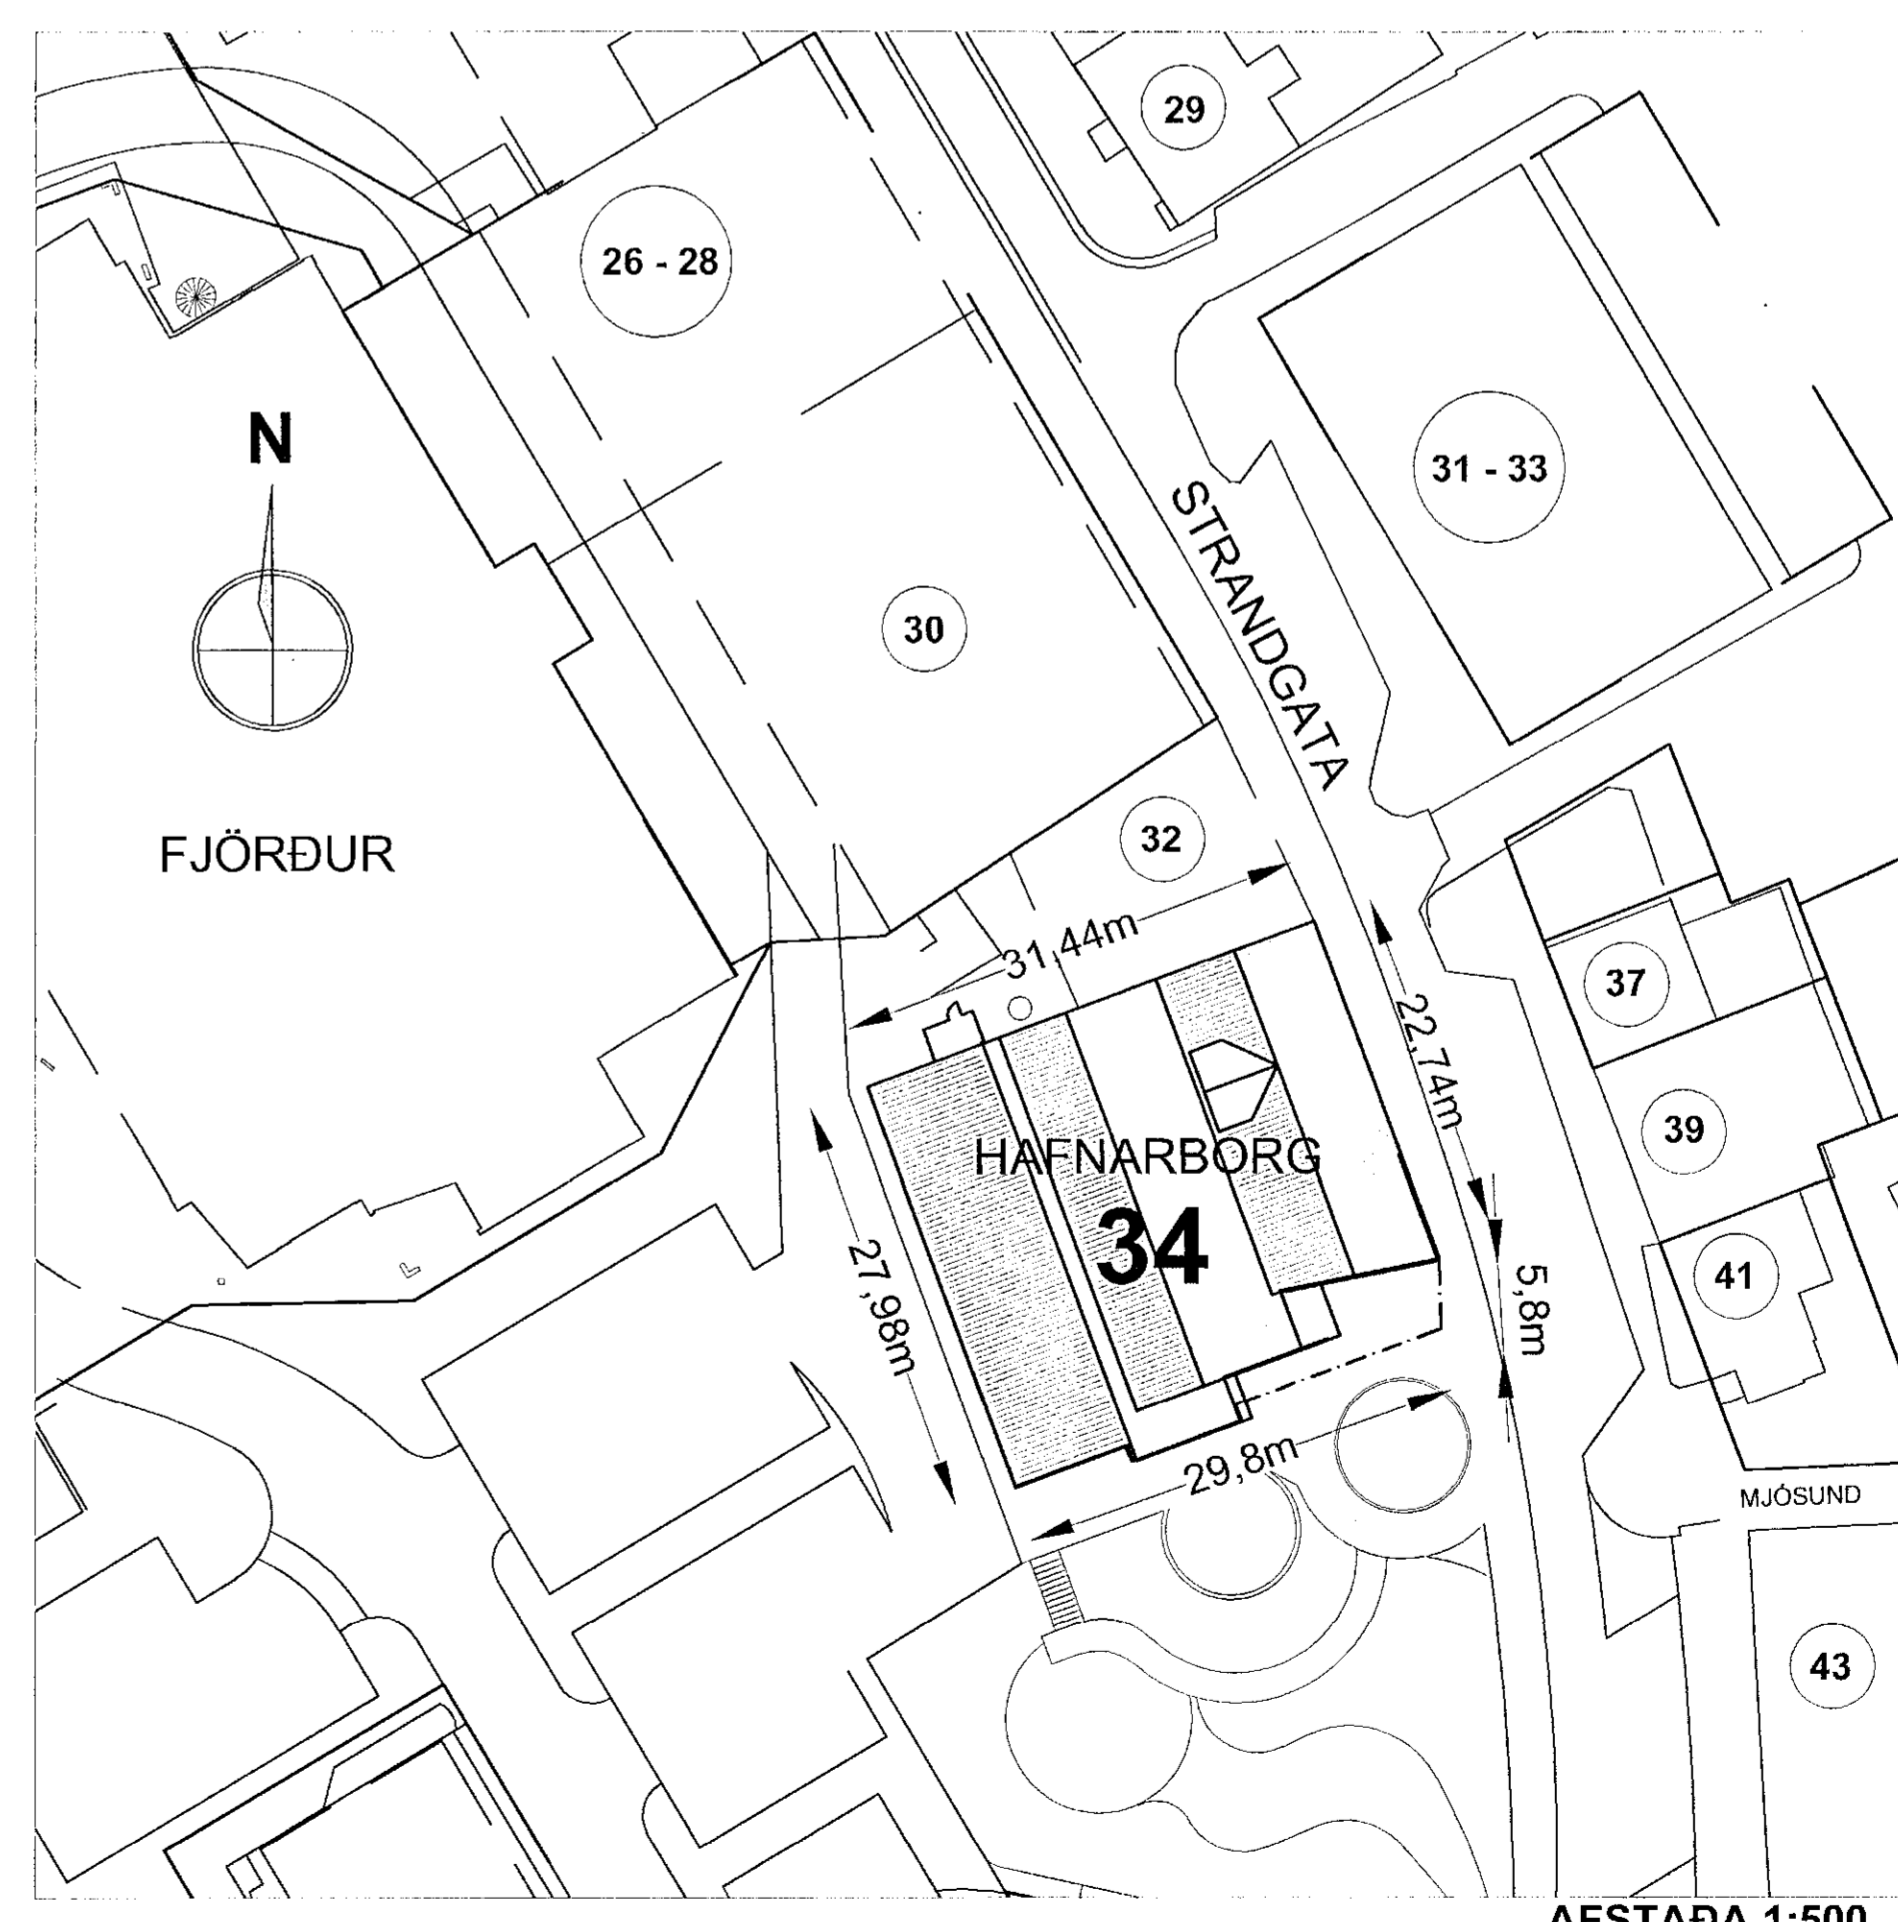 29
26 - 28
N
31 - 33
STRANDGATA
30
FJÖRÐUR
32
31,44m
37
22,74m
39
HAFNARBORG
34
41
27,98m
5,8m
29,8m
MJÓSUND
43
AFSTAÐA 1:500